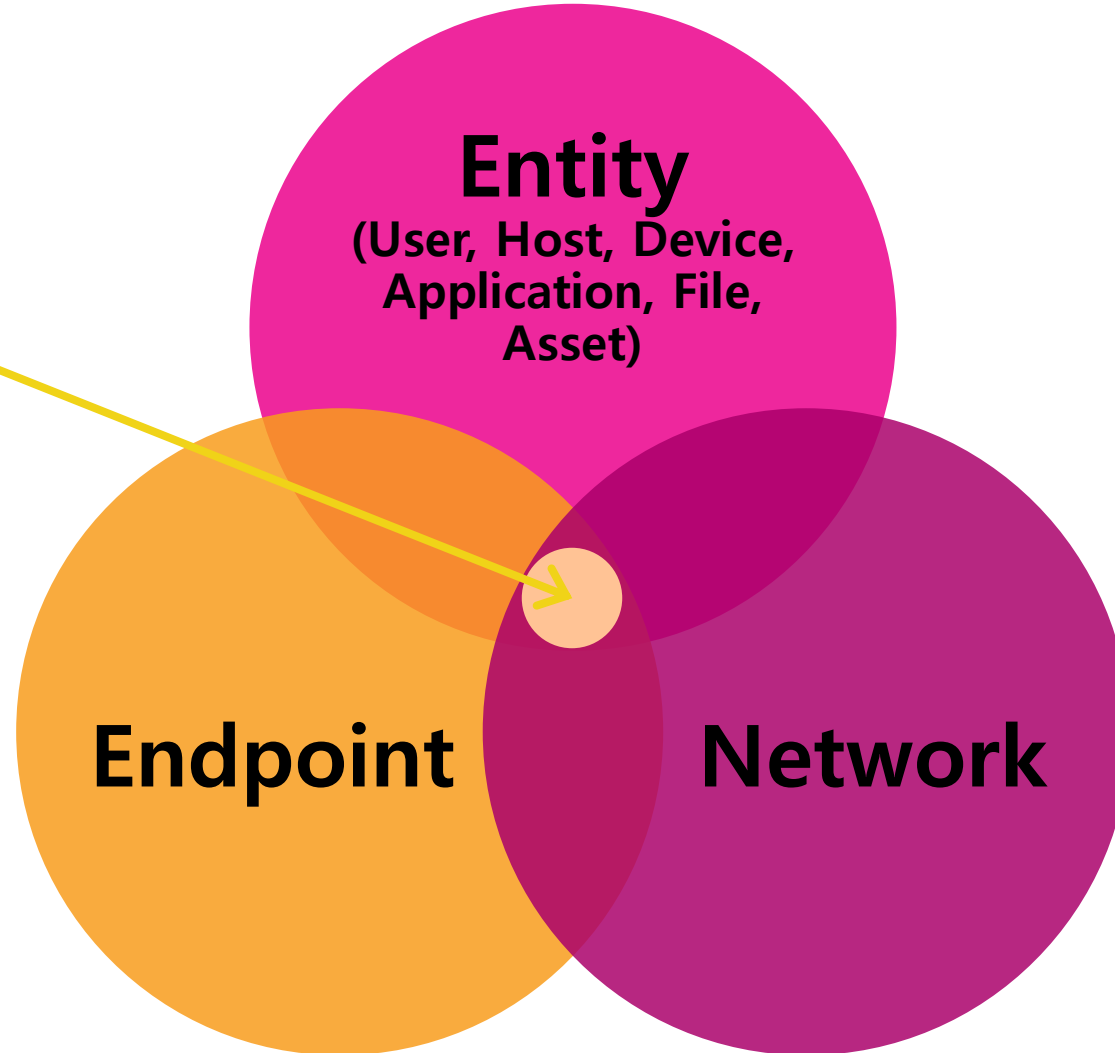 Entity
(User, Host, Device,
Application, File,
Asset)
Endpoint
Network